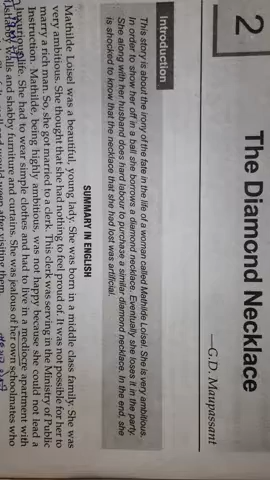 2
The Diamond Necklace
—G.D. Maupassant
Introduction
This story is about the irony of the fate in the life of a woman called Mathilde Loisel. She is very ambitious.
In order to show her off in a ball she borrows a diamond necklace. Eventually she loses it in the party.
She along with her husband does hard labour to purchase a similar diamond necklace. In the end, she
is shocked to know that the necklace that she had lost was artificial.
SUMMARY IN ENGLISH
Mathilde Loisel was a beautiful, young lady. She was born in a middle class family. She was
very ambitious. She thought that she had nothing to feel proud of. It was not possible for her to
marry a rich man. So, she got married to a clerk. This clerk was serving in the Ministry of Public
Instruction. Mathilde, being highly ambitious, was not happy because she could not lead a
luxurious life. She had to wear simple clothes and had to live in a mediocre apartment with
shabby walls and shabby furniture and curtains. She was jealous of her own schoolmates who
would weep after visiting them.